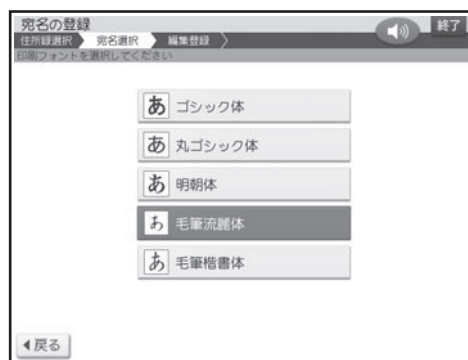 宛名の登録
終了
住所録選択 宛名選択 編集登録
印刷フォントを選択してください
あ ゴシック体
あ 丸ゴシック体
あ 明朝体
あ 毛筆流麗体
あ 毛筆楷書体
戻る